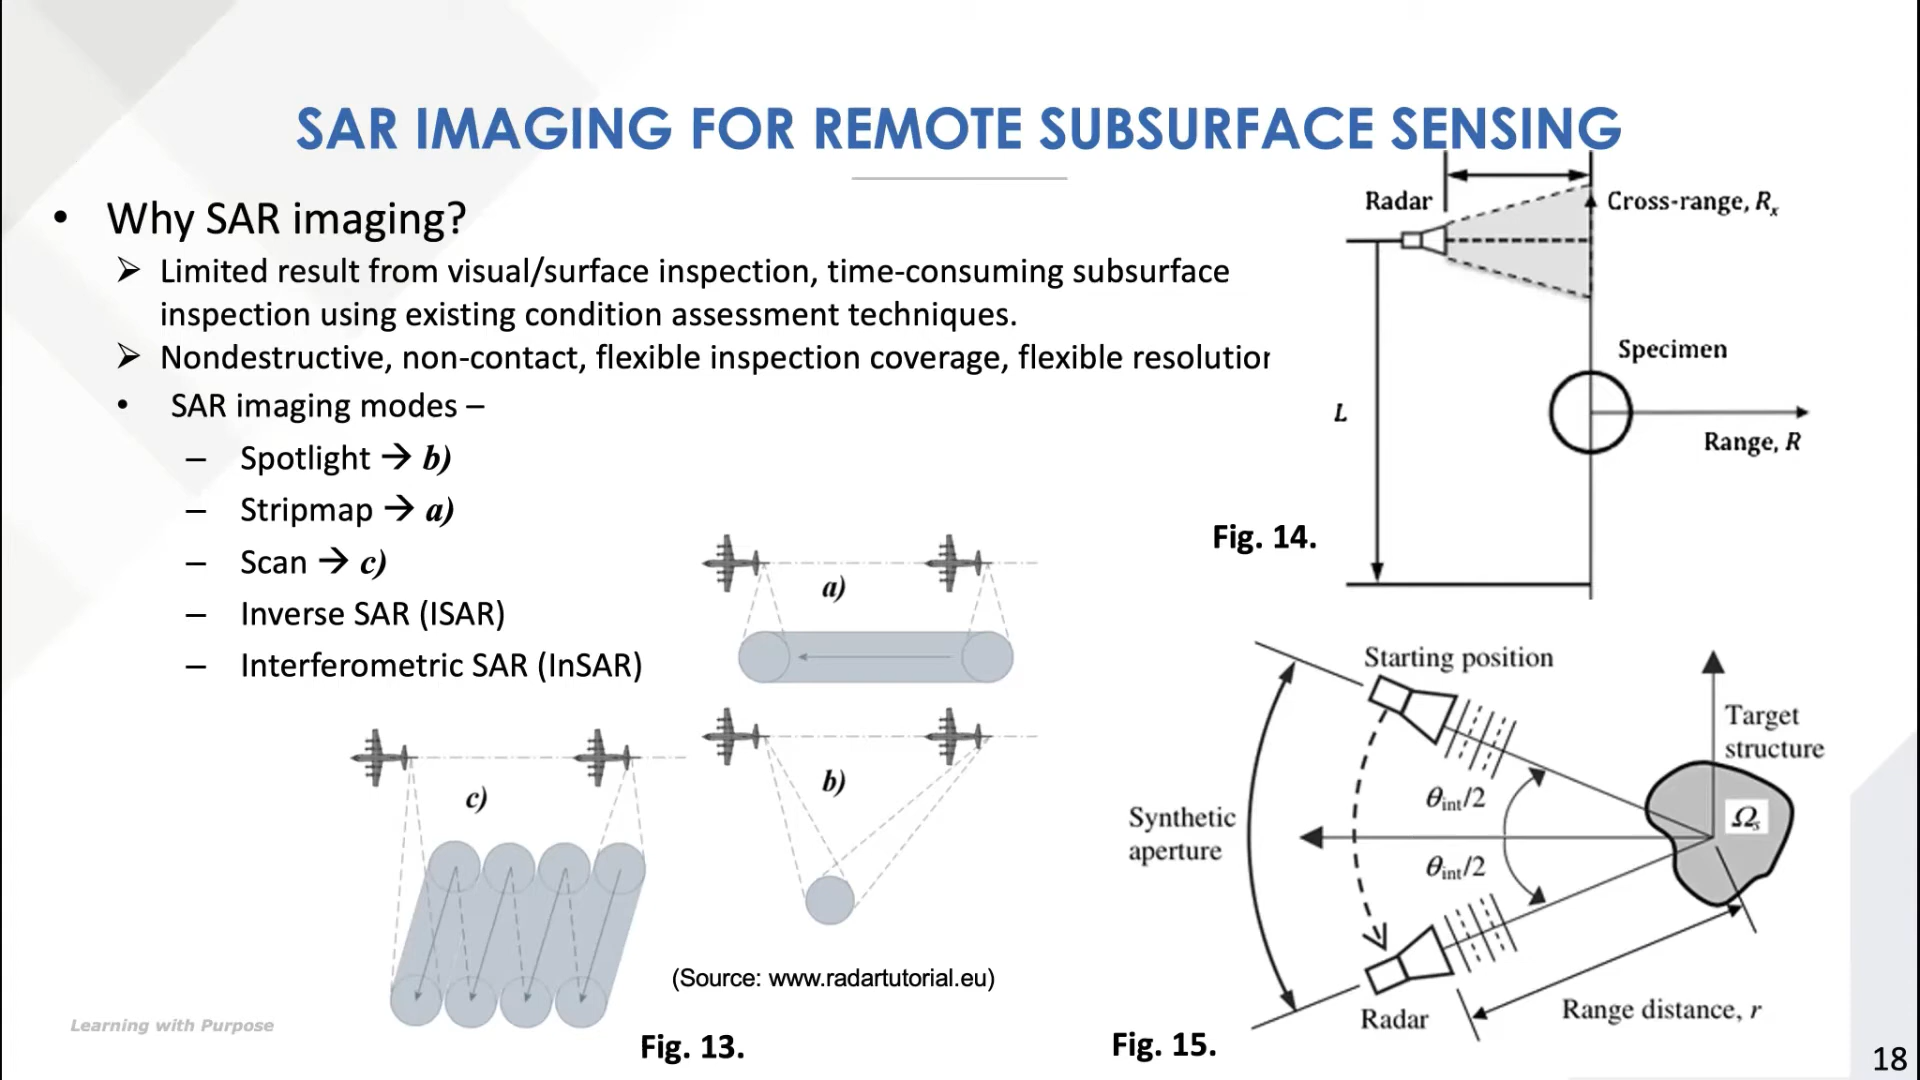 SAR IMAGING FOR REMOTE SUBSURFACE SENSING
• Why SAR imaging?
➢ Limited result from visual/surface inspection, time-consuming subsurface
inspection using existing condition assessment techniques.
➢ Nondestructive, non-contact, flexible inspection coverage, flexible resolution
• SAR imaging modes –
– Spotlight → b)
– Stripmap → a)
– Scan → c)
– Inverse SAR (ISAR)
– Interferometric SAR (InSAR)
a)
b)
c)
(Source: www.radartutorial.eu)
Fig. 13.
Radar
Cross-range, Rx
Specimen
L
Range, R
Fig. 14.
Starting position
Target
structure
θint/2
Ωs
Synthetic
aperture
θint/2
Radar
Range distance, r
Fig. 15.
Learning with Purpose
18